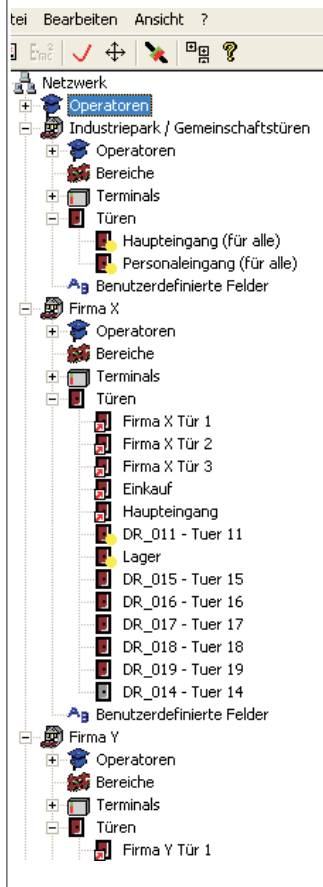 tei Bearbeiten Ansicht ?
Netzwerk
Operatoren
Industriepark / Gemeinschaftstüren
Operatoren
Bereiche
Terminals
Türen
Haupteingang (für alle)
Personaleingang (für alle)
Benutzerdefinierte Felder
Firma X
Operatoren
Bereiche
Terminals
Türen
Firma X Tür 1
Firma X Tür 2
Firma X Tür 3
Einkauf
Haupteingang
DR_011 - Tuer 11
Lager
DR_015 - Tuer 15
DR_016 - Tuer 16
DR_017 - Tuer 17
DR_018 - Tuer 18
DR_019 - Tuer 19
DR_014 - Tuer 14
Benutzerdefinierte Felder
Firma Y
Operatoren
Bereiche
Terminals
Türen
Firma Y Tür 1